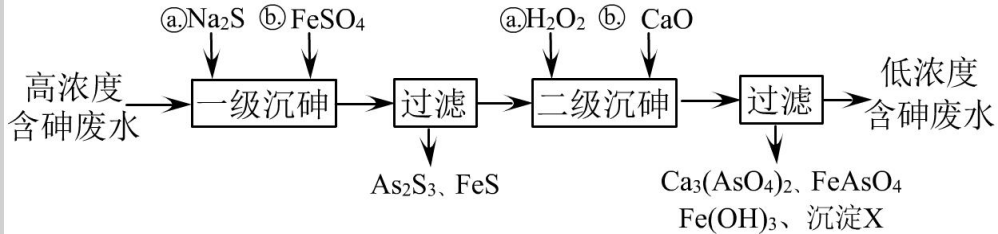 ⓐ.Na₂S ⓑ.FeSO₄ ⓐ.H₂O₂ ⓑ. CaO
高浓度
含砷废水
一级沉砷
过滤
二级沉砷
过滤
低浓度
含砷废水
As₂S₃、FeS
Ca₃(AsO₄)₂、FeAsO₄
Fe(OH)₃、沉淀X